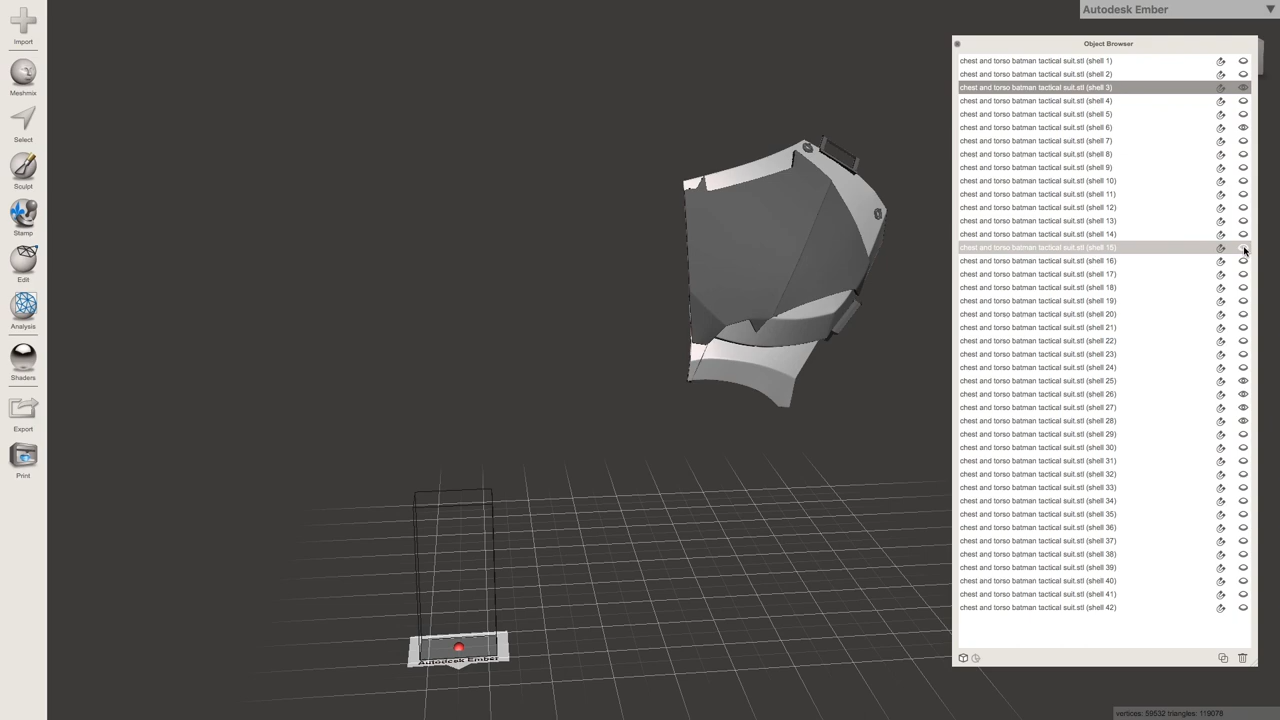 Autodesk Ember
Import
Meshmix
Select
Sculpt
Stamp
Edit
Analysis
Shaders
Export
Print
Object Browser
chest and torso batman tactical suit.stl (shell 1)
chest and torso batman tactical suit.stl (shell 2)
chest and torso batman tactical suit.stl (shell 3)
chest and torso batman tactical suit.stl (shell 4)
chest and torso batman tactical suit.stl (shell 5)
chest and torso batman tactical suit.stl (shell 6)
chest and torso batman tactical suit.stl (shell 7)
chest and torso batman tactical suit.stl (shell 8)
chest and torso batman tactical suit.stl (shell 9)
chest and torso batman tactical suit.stl (shell 10)
chest and torso batman tactical suit.stl (shell 11)
chest and torso batman tactical suit.stl (shell 12)
chest and torso batman tactical suit.stl (shell 13)
chest and torso batman tactical suit.stl (shell 14)
chest and torso batman tactical suit.stl (shell 15)
chest and torso batman tactical suit.stl (shell 16)
chest and torso batman tactical suit.stl (shell 17)
chest and torso batman tactical suit.stl (shell 18)
chest and torso batman tactical suit.stl (shell 19)
chest and torso batman tactical suit.stl (shell 20)
chest and torso batman tactical suit.stl (shell 21)
chest and torso batman tactical suit.stl (shell 22)
chest and torso batman tactical suit.stl (shell 23)
chest and torso batman tactical suit.stl (shell 24)
chest and torso batman tactical suit.stl (shell 25)
chest and torso batman tactical suit.stl (shell 26)
chest and torso batman tactical suit.stl (shell 27)
chest and torso batman tactical suit.stl (shell 28)
chest and torso batman tactical suit.stl (shell 29)
chest and torso batman tactical suit.stl (shell 30)
chest and torso batman tactical suit.stl (shell 31)
chest and torso batman tactical suit.stl (shell 32)
chest and torso batman tactical suit.stl (shell 33)
chest and torso batman tactical suit.stl (shell 34)
chest and torso batman tactical suit.stl (shell 35)
chest and torso batman tactical suit.stl (shell 36)
chest and torso batman tactical suit.stl (shell 37)
chest and torso batman tactical suit.stl (shell 38)
chest and torso batman tactical suit.stl (shell 39)
chest and torso batman tactical suit.stl (shell 40)
chest and torso batman tactical suit.stl (shell 41)
chest and torso batman tactical suit.stl (shell 42)
Autodesk Ember
vertices: 59532 triangles: 119078